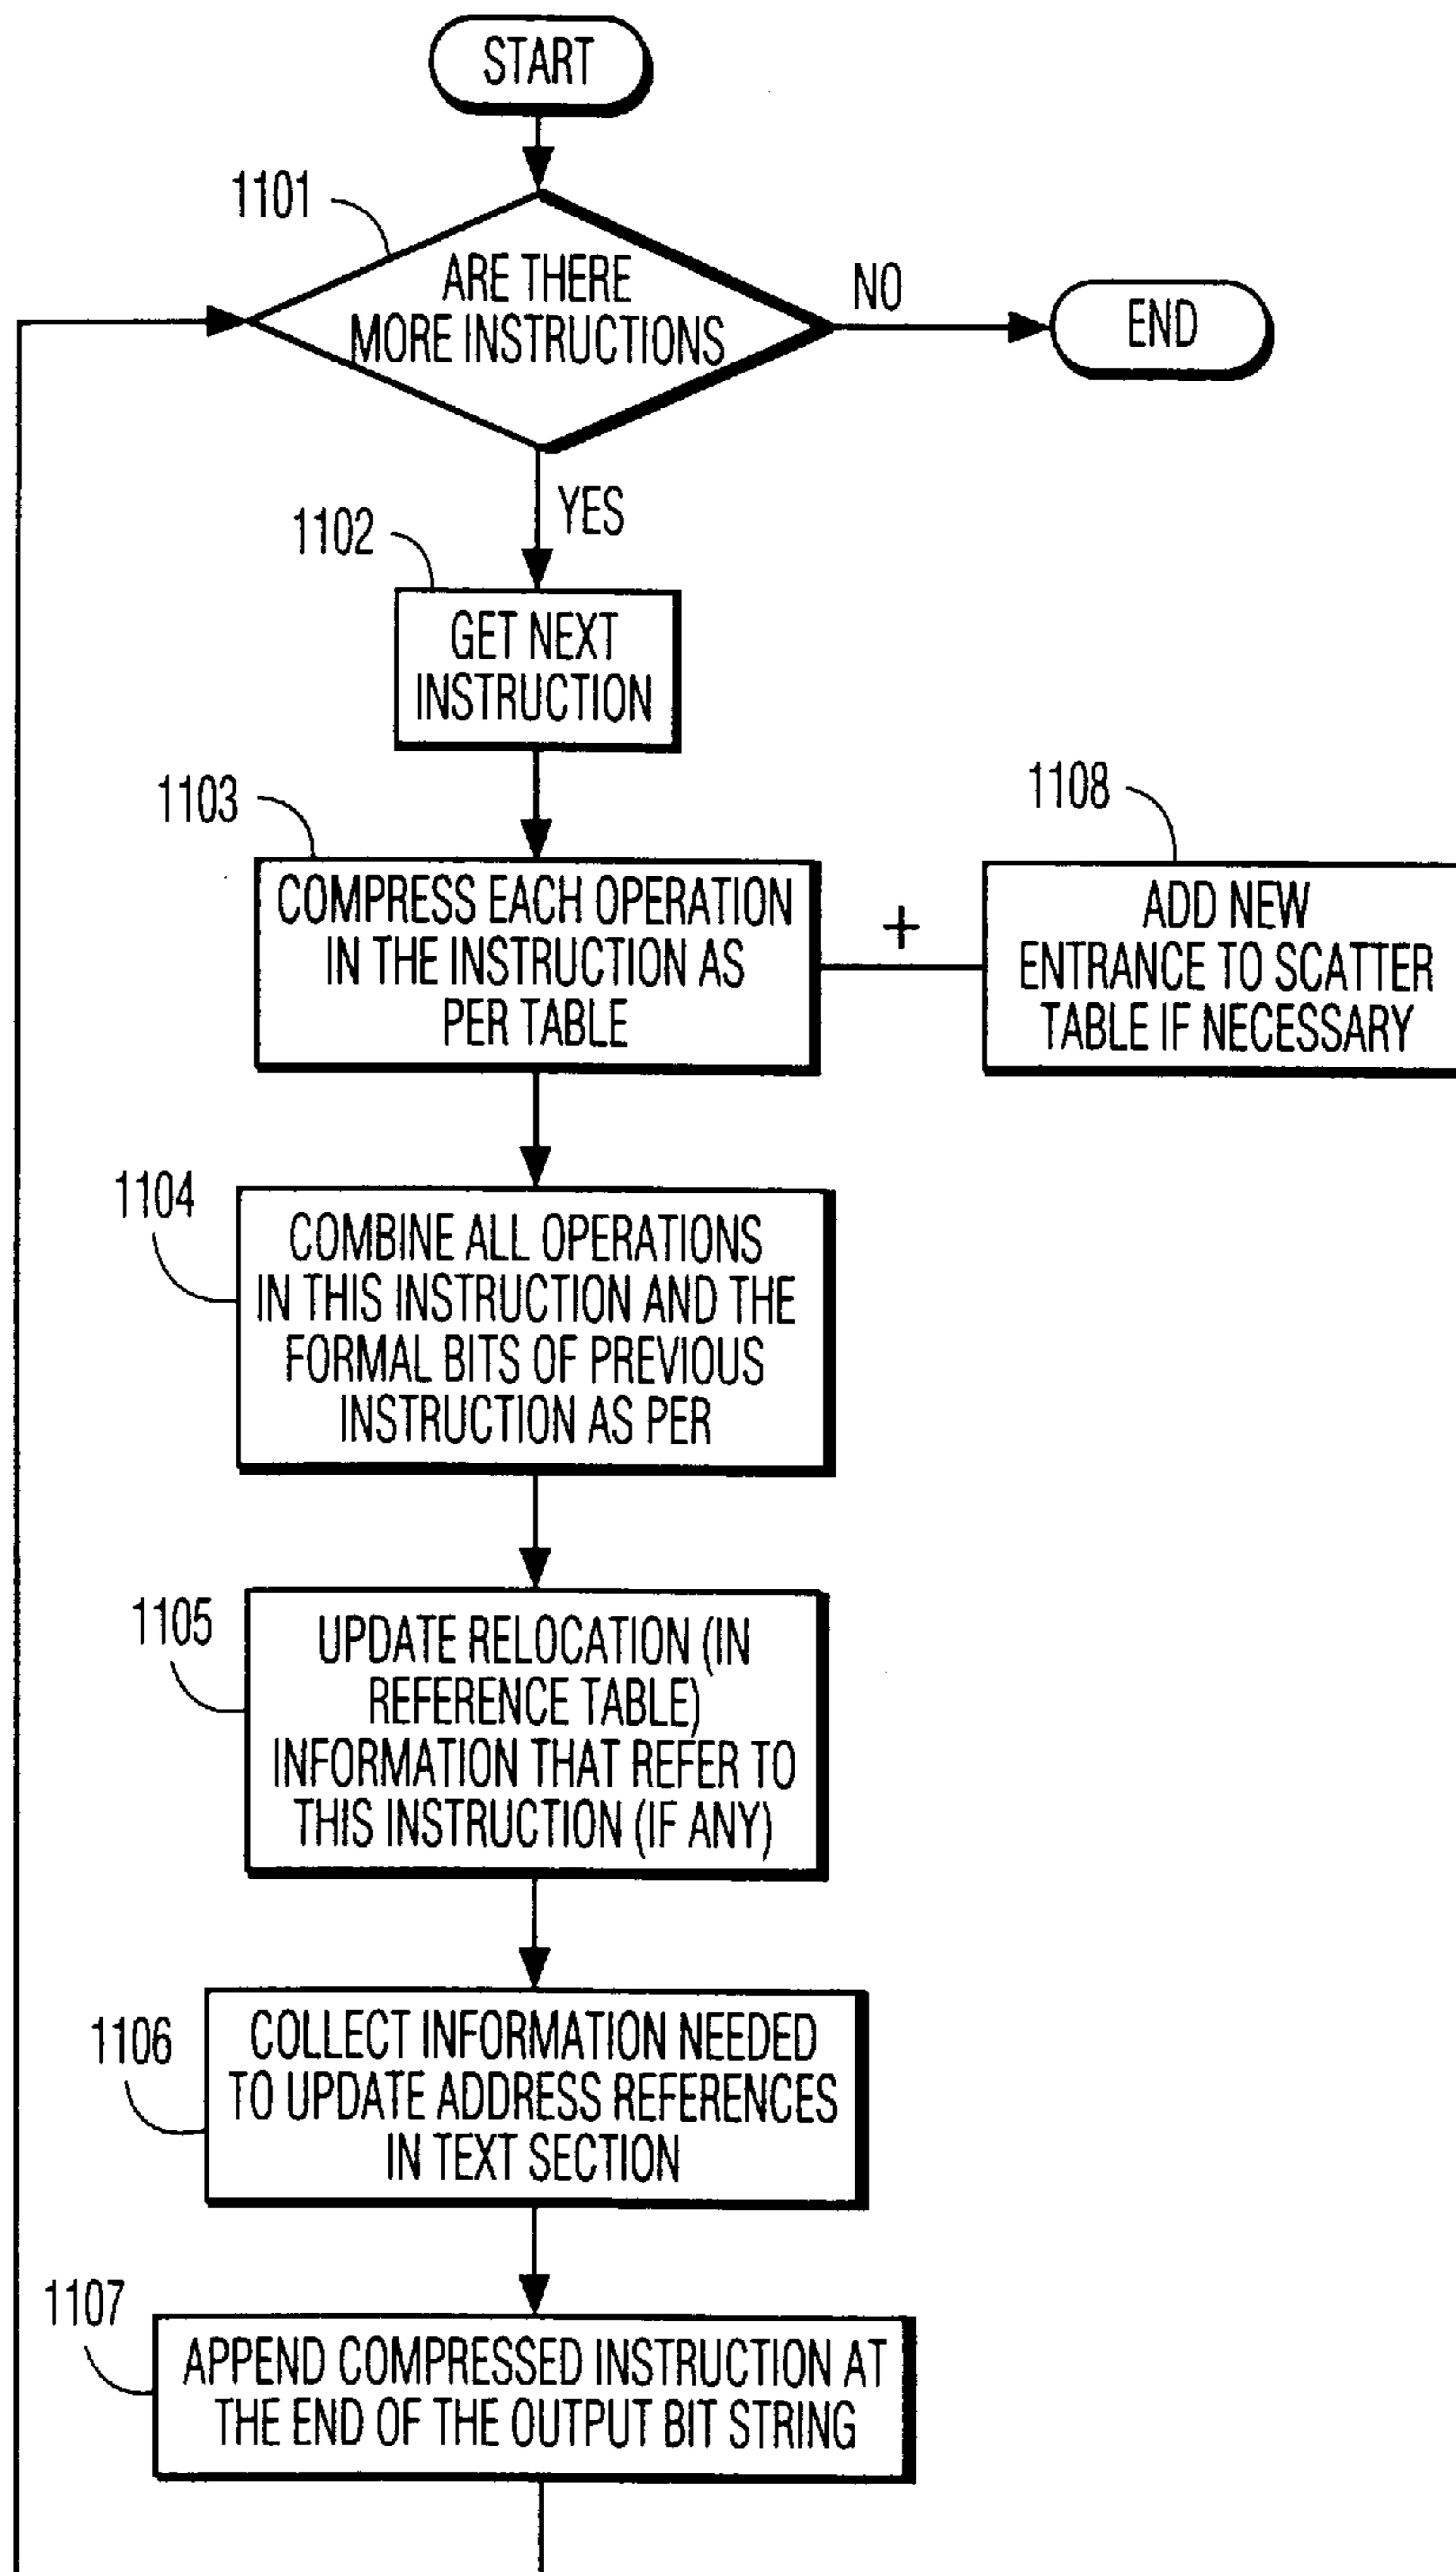 START
1101
ARE THERE
MORE INSTRUCTIONS
NO
END
YES
1102
GET NEXT
INSTRUCTION
1103
COMPRESS EACH OPERATION
IN THE INSTRUCTION AS
PER TABLE
+
1108
ADD NEW
ENTRANCE TO SCATTER
TABLE IF NECESSARY
1104
COMBINE ALL OPERATIONS
IN THIS INSTRUCTION AND THE
FORMAL BITS OF PREVIOUS
INSTRUCTION AS PER
1105
UPDATE RELOCATION (IN
REFERENCE TABLE)
INFORMATION THAT REFER TO
THIS INSTRUCTION (IF ANY)
1106
COLLECT INFORMATION NEEDED
TO UPDATE ADDRESS REFERENCES
IN TEXT SECTION
1107
APPEND COMPRESSED INSTRUCTION AT
THE END OF THE OUTPUT BIT STRING